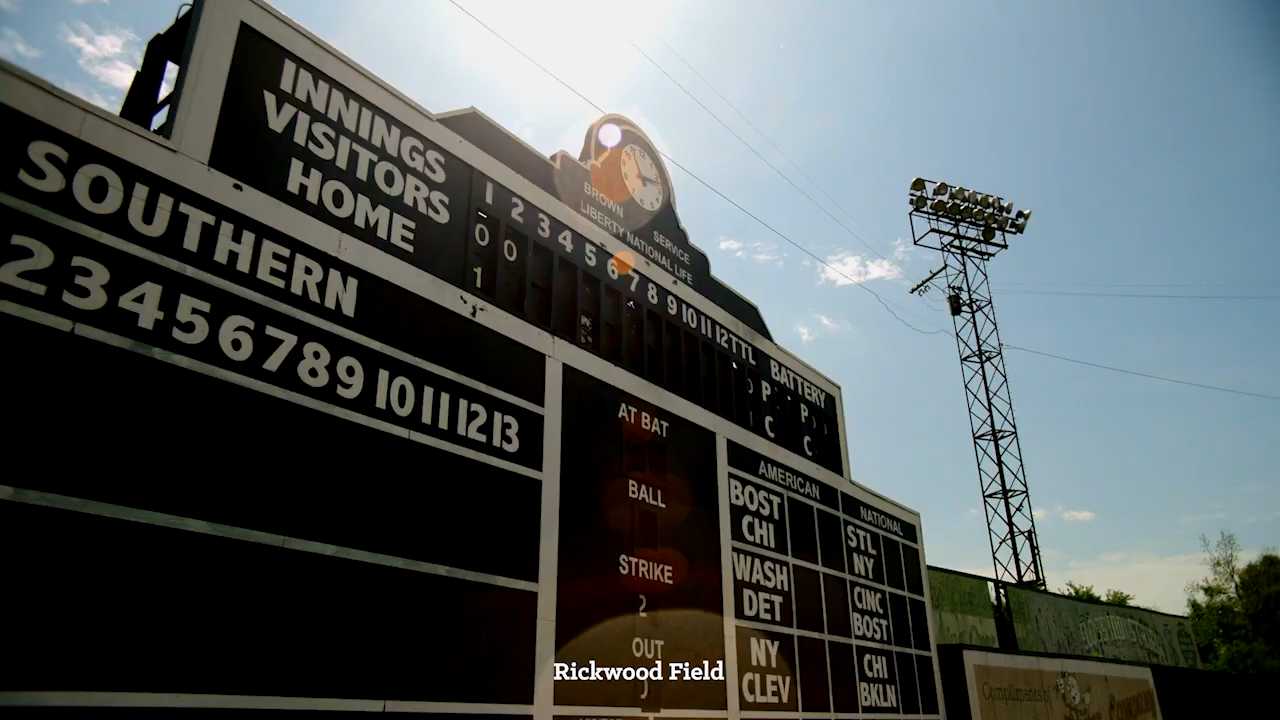 INNINGS
VISITORS
HOME
1 2 3 4 5 6 7 8 9 10 11 12 TTL BATTERY
0 0
1
P P
C C
BROWN SERVICE
LIBERTY NATIONAL LIFE
SOUTHERN
2 3 4 5 6 7 8 9 10 11 12 13
AT BAT
BALL
STRIKE
2
OUT
AMERICAN
BOST
CHI
WASH
DET
NY
CLEV
NATIONAL
STL
NY
CINC
BOST
CHI
BKLN
Compliments of
Rickwood Field